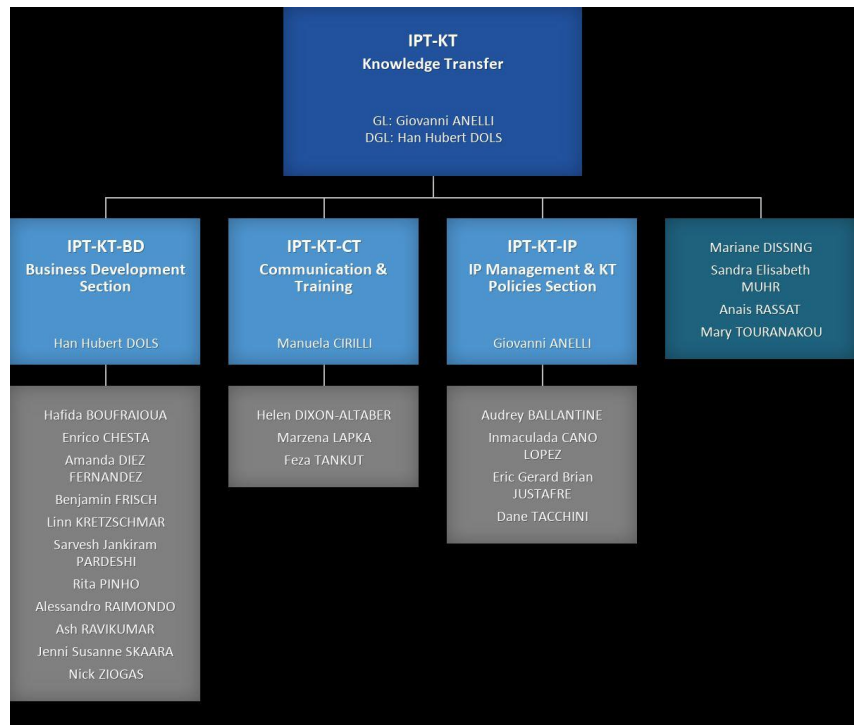 IPT-KT
Knowledge Transfer
GL: Giovanni ANELLI
DGL: Han Hubert DOLS
IPT-KT-BD
Business Development
Section
Han Hubert DOLS
Hafida BOUFRAIOUA
Enrico CHESTA
Amanda DIEZ
FERNANDEZ
Benjamin FRISCH
Linn KRETZSCHMAR
Sarvesh Jankiram
PARDESHI
Rita PINHO
Alessandro RAIMONDO
Ash RAVIKUMAR
Jenni Susanne SKAARA
Nick ZIOGAS
IPT-KT-CT
Communication &
Training
Manuela CIRILLI
Helen DIXON-ALTABER
Marzena LAPKA
Feza TANKUT
IPT-KT-IP
IP Management & KT
Policies Section
Giovanni ANELLI
Audrey BALLANTINE
Inmaculada CANO
LOPEZ
Eric Gerard Brian
JUSTAFRE
Dane TACCHINI
Mariane DISSING
Sandra Elisabeth
MUHR
Anais RASSAT
Mary TOURANAKOU